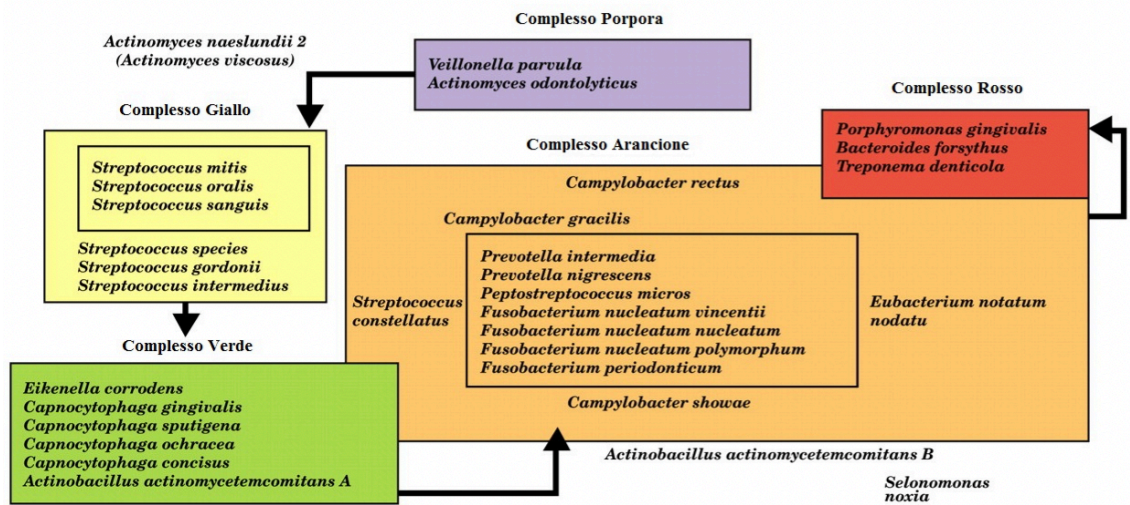 Complesso Porpora
Actinomyces naeslundii 2
(Actinomyces viscosus)
Veillonella parvula
Actinomyces odontolyticus
Complesso Giallo
Streptococcus mitis
Streptococcus oralis
Streptococcus sanguis
Streptococcus species
Streptococcus gordonii
Streptococcus intermedius
Complesso Verde
Eikenella corrodens
Capnocytophaga gingivalis
Capnocytophaga sputigena
Capnocytophaga ochracea
Capnocytophaga concisus
Actinobacillus actinomycetemcomitans A
Complesso Arancione
Campylobacter rectus
Campylobacter gracilis
Prevotella intermedia
Prevotella nigrescens
Peptostreptococcus micros
Fusobacterium nucleatum vincentii
Fusobacterium nucleatum nucleatum
Fusobacterium nucleatum polymorphum
Fusobacterium periodonticum
Streptococcus
constellatus
Eubacterium notatum
nodatu
Campylobacter showae
Complesso Rosso
Porphyromonas gingivalis
Bacteroides forsythus
Treponema denticola
Actinobacillus actinomycetemcomitans B
Selonomonas
noxia